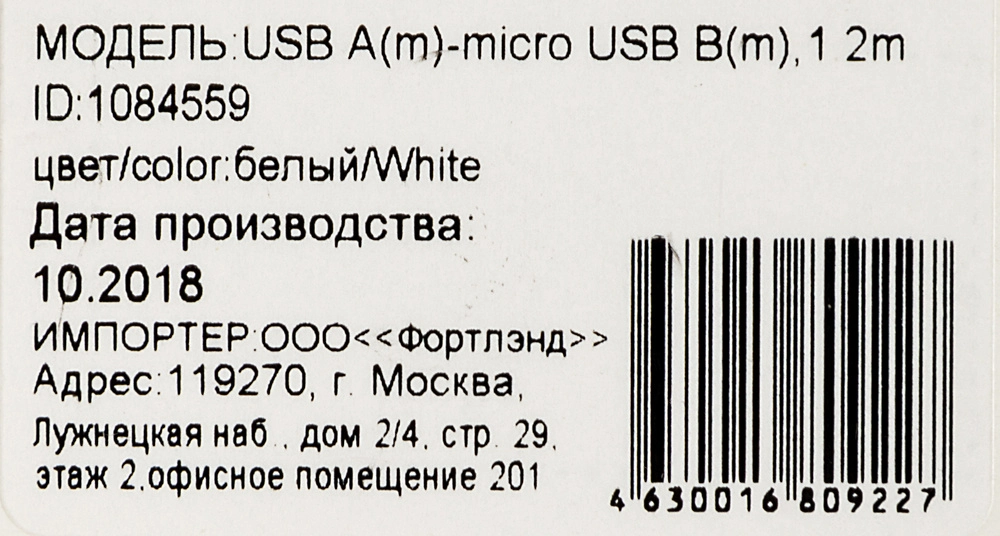 МОДЕЛЬ:USB A(m)-micro USB B(m),1 2m
ID:1084559
цвет/color:белый/White
Дата производства:
10.2018
ИМПОРТЕР:ООО<<Фортлэнд>>
Адрес:119270, г. Москва,
Лужнецкая наб., дом 2/4, стр. 29,
этаж 2,офисное помещение 201
4 630016 809227